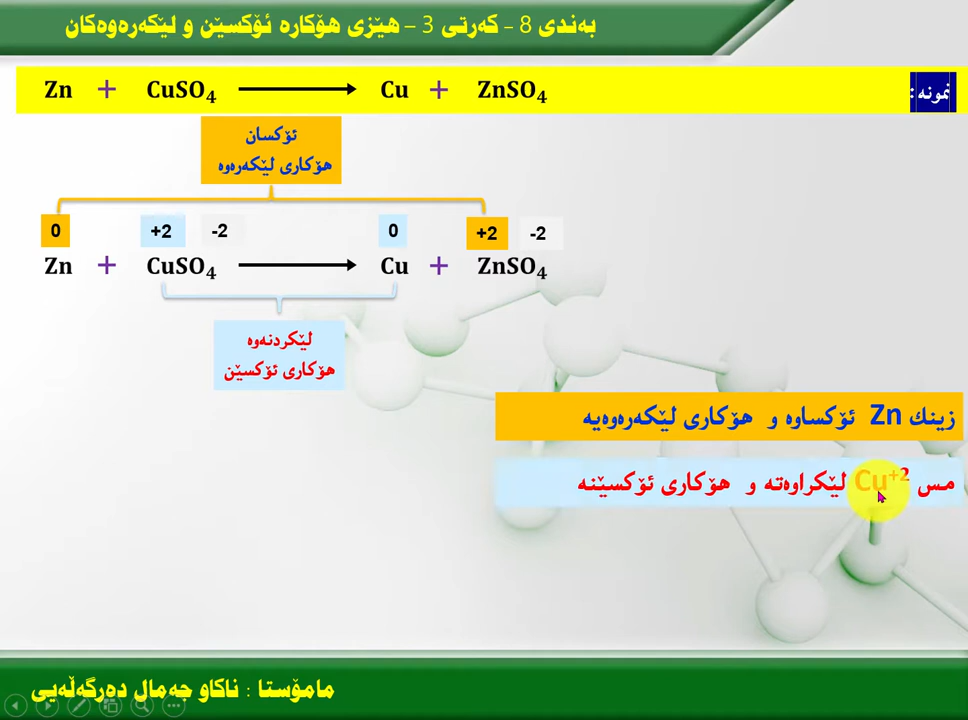 بەندی 8 - کەرتی 3 - هێزی هۆکارە ئۆکسێن و لێکەرەوەکان
نمونە:
Zn + CuSO₄ ⟶ Cu + ZnSO₄
ئۆکسان
هۆکاری لێکەرەوە
0 +2 -2 0 +2 -2
Zn + CuSO₄ ⟶ Cu + ZnSO₄
لێکردنەوە
هۆکاری ئۆکسێن
زینك Zn ئۆکساوە و هۆکاری لێکەرەوەیە
مس Cu⁺² لێکراوەتە و هۆکاری ئۆکسێنە
مامۆستا : ناکاو جەمال دەرگەڵەیی